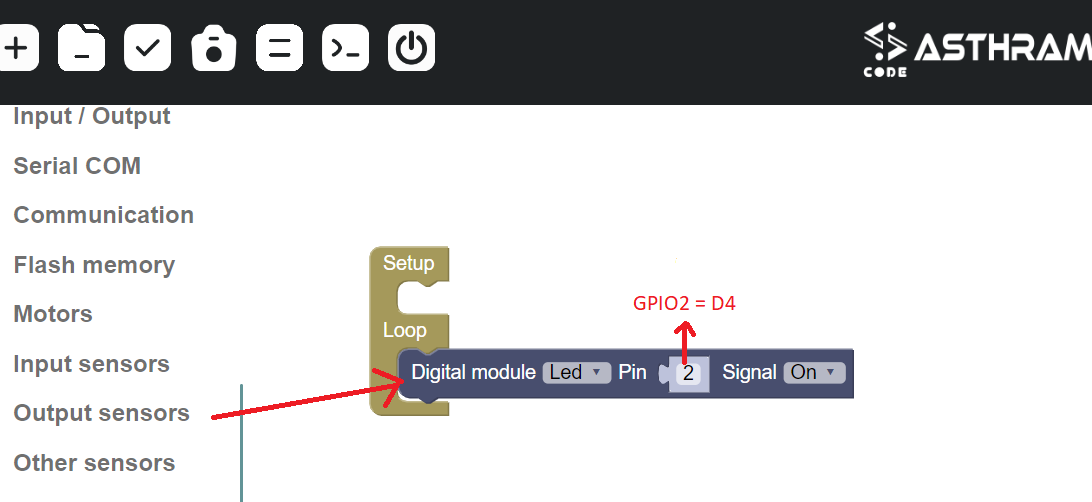 CODE
ASTHRAM
Input / Output
Serial COM
Communication
Flash memory
Motors
Input sensors
Output sensors
Other sensors
Setup
GPIO2 = D4
Loop
Digital module Led Pin 2 Signal On